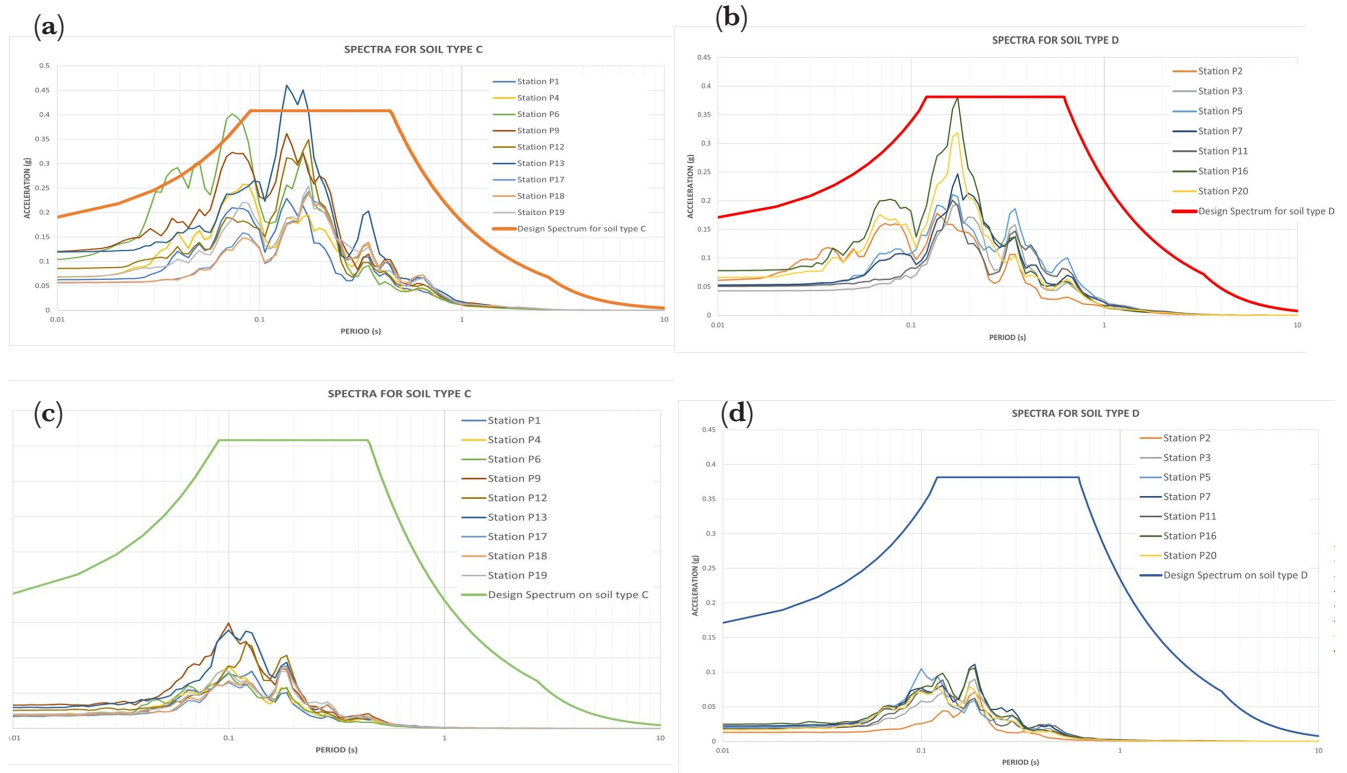 (a)
SPECTRA FOR SOIL TYPE C
0.5
0.45
0.4
0.35
0.3
0.25
0.2
0.15
0.1
0.05
0
ACCELERATION (g)
0.01
0.1
1
10
PERIOD (s)
Station P1
Station P4
Station P6
Station P9
Station P12
Station P13
Station P17
Station P18
Staiton P19
Design Spectrum for soil type C
(b)
SPECTRA FOR SOIL TYPE D
0.45
0.4
0.35
0.3
0.25
0.2
0.15
0.1
0.05
0
ACCELERATION (g)
0.01
0.1
1
10
PERIOD (s)
Station P2
Station P3
Station P5
Station P7
Station P11
Station P16
Station P20
Design Spectrum for soil type D
(c)
SPECTRA FOR SOIL TYPE C
.01
0.1
1
10
PERIOD (s)
Station P1
Station P4
Station P6
Station P9
Station P12
Station P13
Station P17
Station P18
Station P19
Design Spectrum on soil type C
(d)
SPECTRA FOR SOIL TYPE D
0.45
0.4
0.35
0.3
0.25
0.2
0.15
0.1
0.05
0
ACCELERATION (g)
0.01
0.1
1
10
PERIOD (s)
Station P2
Station P3
Station P5
Station P7
Station P11
Station P16
Station P20
Design Spectrum on soil type D